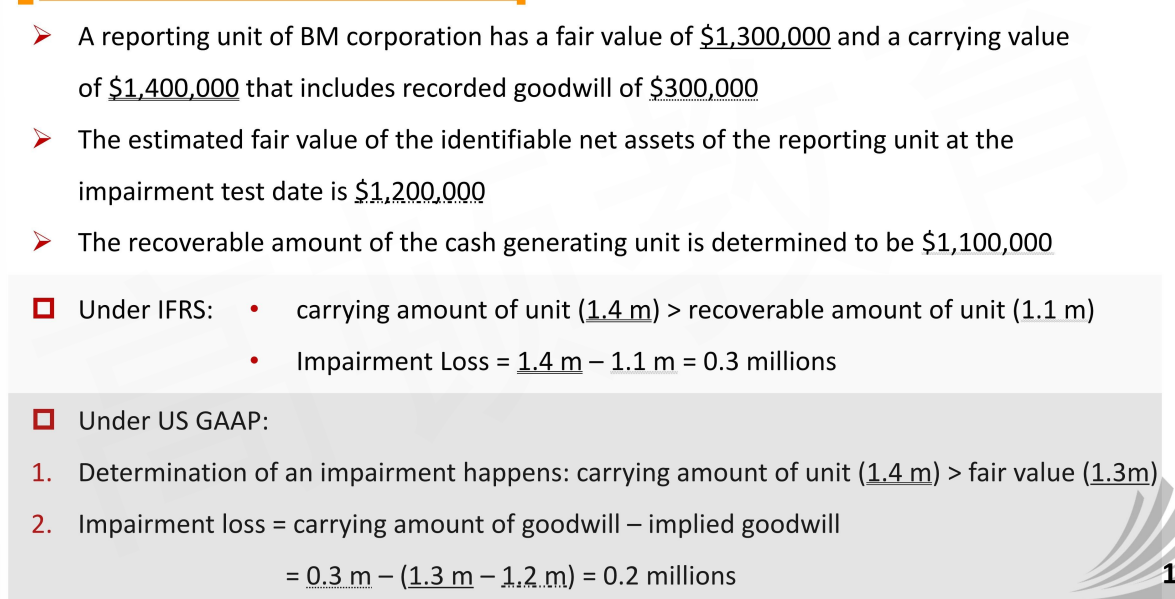 ➢ A reporting unit of BM corporation has a fair value of $1,300,000 and a carrying value
of $1,400,000 that includes recorded goodwill of $300,000
➢ The estimated fair value of the identifiable net assets of the reporting unit at the
impairment test date is $1,200,000
➢ The recoverable amount of the cash generating unit is determined to be $1,100,000
Under IFRS: • carrying amount of unit (1.4 m) > recoverable amount of unit (1.1 m)
• Impairment Loss = 1.4 m – 1.1 m = 0.3 millions
Under US GAAP:
1. Determination of an impairment happens: carrying amount of unit (1.4 m) > fair value (1.3m)
2. Impairment loss = carrying amount of goodwill – implied goodwill
= 0.3 m – (1.3 m – 1.2 m) = 0.2 millions